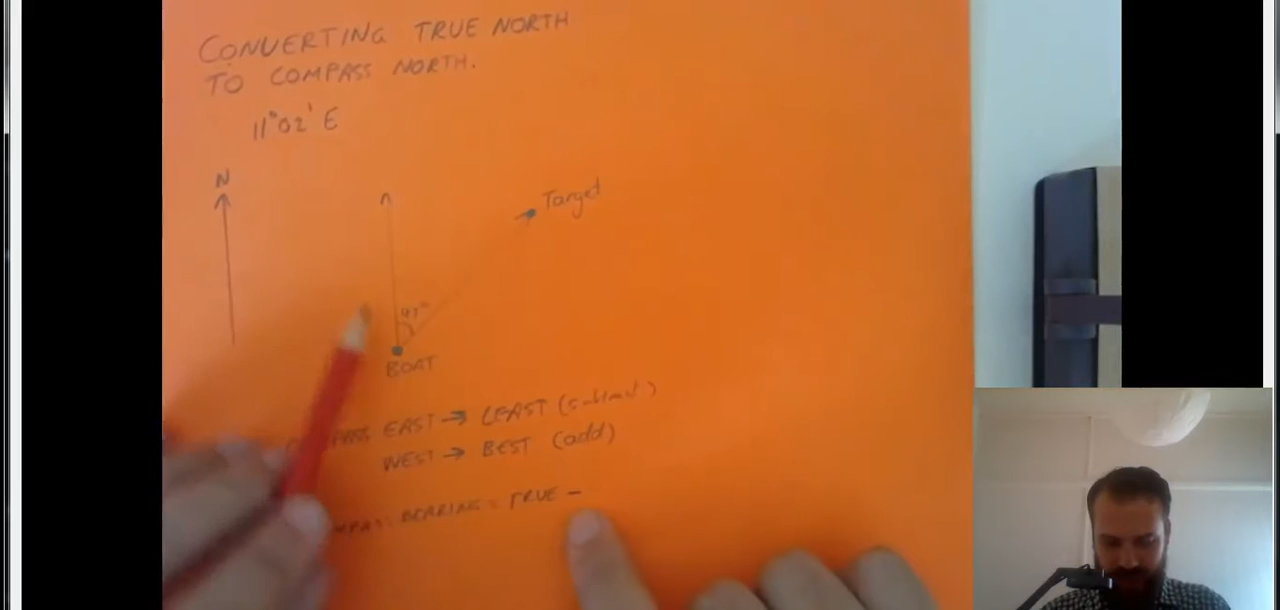 CONVERTING TRUE NORTH
TO COMPASS NORTH.
11°02' E
N
Target
47°
BOAT
EAST → LEAST
WEST → BEST (add)
BEARING = TRUE -